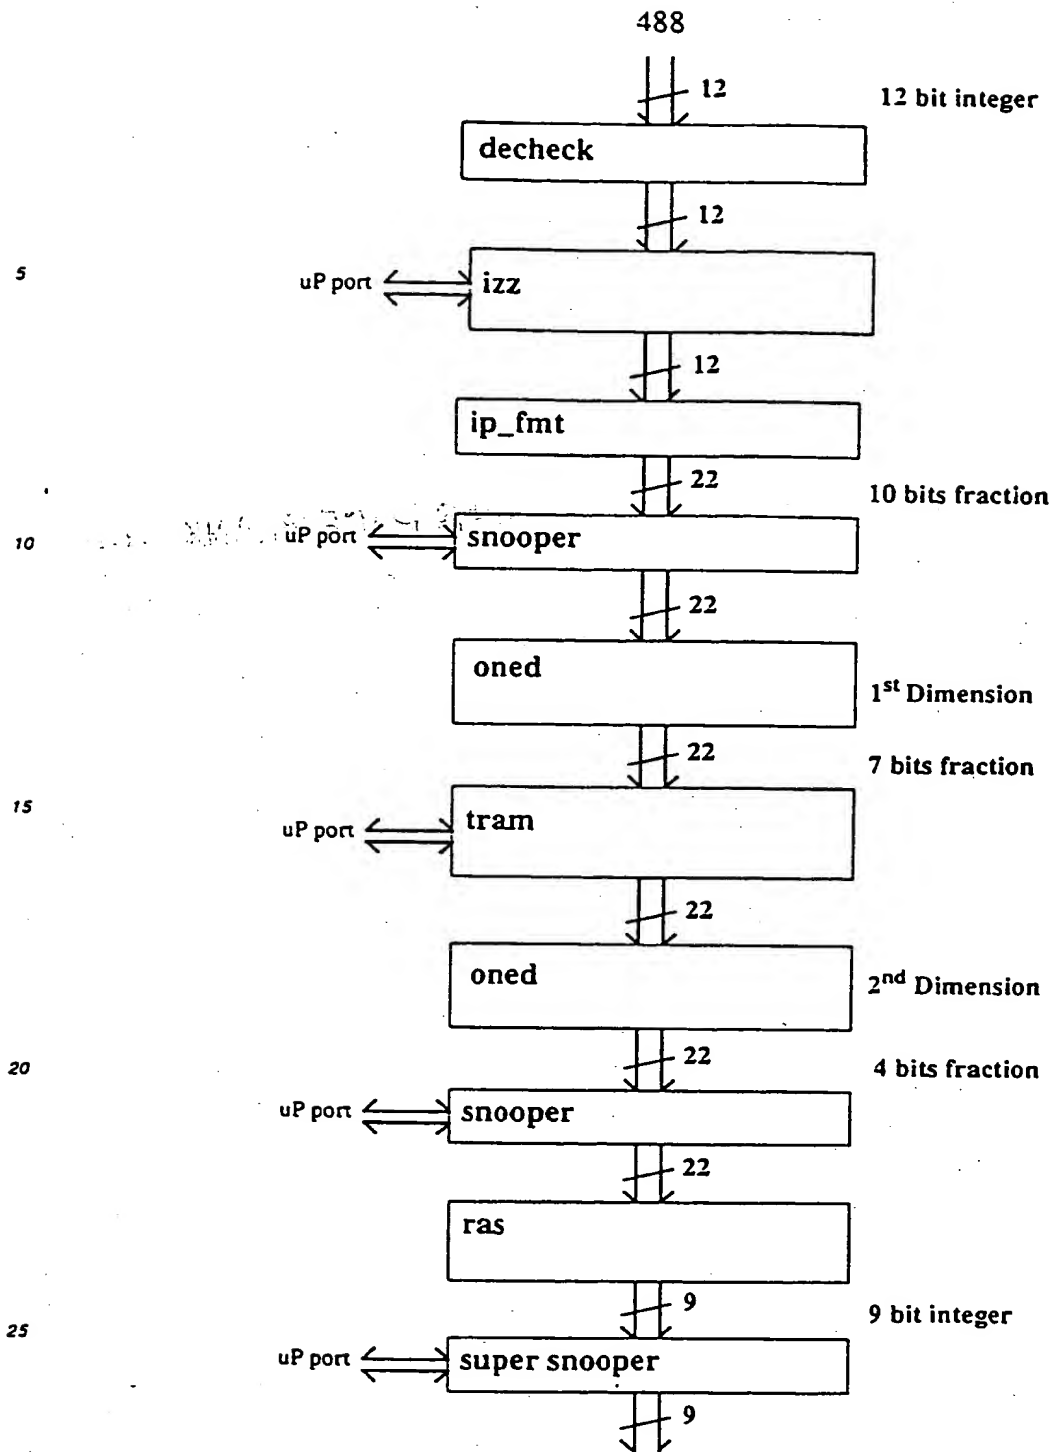 488
12
12 bit integer
decheck
12
5
uP port
izz
12
ip_fmt
22
10 bits fraction
10
uP port
snooper
22
oned
1st Dimension
22
7 bits fraction
15
uP port
tram
22
oned
2nd Dimension
22
4 bits fraction
20
uP port
snooper
22
ras
9
9 bit integer
25
uP port
super snooper
9